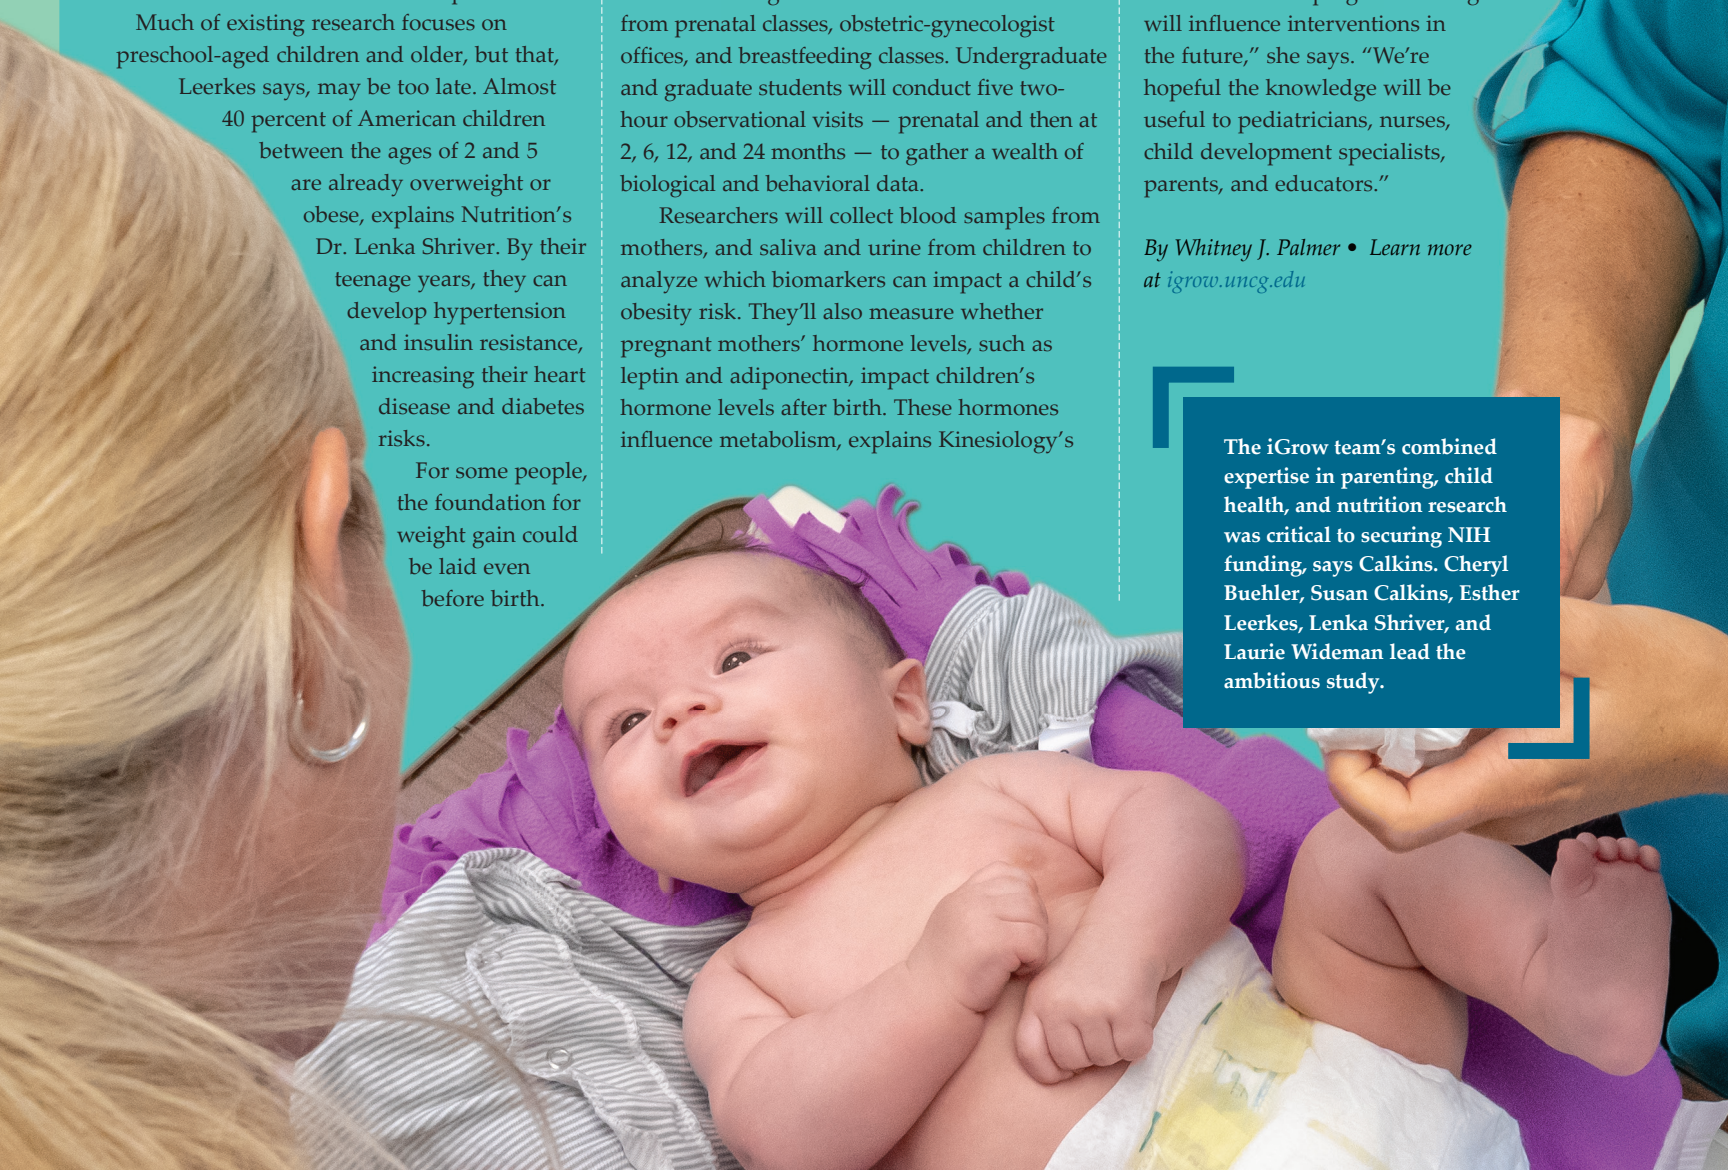 Much of existing research focuses on
preschool-aged children and older, but that,
Leerkes says, may be too late. Almost
40 percent of American children
between the ages of 2 and 5
are already overweight or
obese, explains Nutrition’s
Dr. Lenka Shriver. By their
teenage years, they can
develop hypertension
and insulin resistance,
increasing their heart
disease and diabetes
risks.
For some people,
the foundation for
weight gain could
be laid even
before birth.
from prenatal classes, obstetric-gynecologist
offices, and breastfeeding classes. Undergraduate
and graduate students will conduct five two-
hour observational visits — prenatal and then at
2, 6, 12, and 24 months — to gather a wealth of
biological and behavioral data.
Researchers will collect blood samples from
mothers, and saliva and urine from children to
analyze which biomarkers can impact a child’s
obesity risk. They’ll also measure whether
pregnant mothers’ hormone levels, such as
leptin and adiponectin, impact children’s
hormone levels after birth. These hormones
influence metabolism, explains Kinesiology’s
will influence interventions in
the future,” she says. “We’re
hopeful the knowledge will be
useful to pediatricians, nurses,
child development specialists,
parents, and educators.”
By Whitney J. Palmer • Learn more
at igrow.uncg.edu
The iGrow team’s combined
expertise in parenting, child
health, and nutrition research
was critical to securing NIH
funding, says Calkins. Cheryl
Buehler, Susan Calkins, Esther
Leerkes, Lenka Shriver, and
Laurie Wideman lead the
ambitious study.